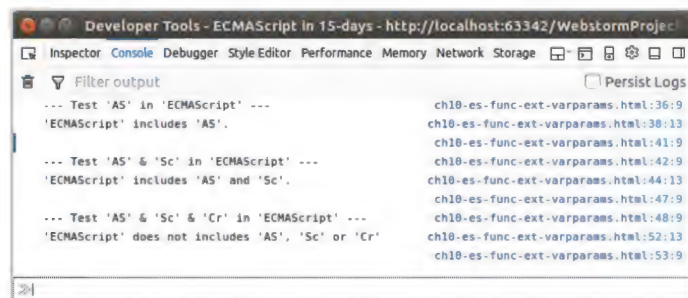 Developer Tools - ECMAScript in 15-days - http://localhost:63342/WebstormProjec
Inspector Console Debugger Style Editor Performance Memory Network Storage
Filter output Persist Logs
--- Test 'AS' in 'ECMAScript' --- ch10-es-func-ext-varparams.html:36:9
'ECMAScript' includes 'AS'. ch10-es-func-ext-varparams.html:38:13
ch10-es-func-ext-varparams.html:41:9
--- Test 'AS' & 'Sc' in 'ECMAScript' --- ch10-es-func-ext-varparams.html:42:9
'ECMAScript' includes 'AS' and 'Sc'. ch10-es-func-ext-varparams.html:44:13
ch10-es-func-ext-varparams.html:47:9
--- Test 'AS' & 'Sc' & 'Cr' in 'ECMAScript' --- ch10-es-func-ext-varparams.html:48:9
'ECMAScript' does not includes 'AS', 'Sc' or 'Cr' ch10-es-func-ext-varparams.html:52:13
ch10-es-func-ext-varparams.html:53:9